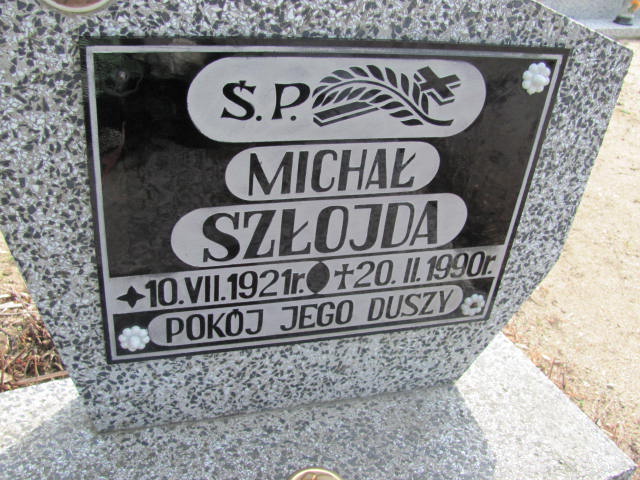 Ś.P.
MICHAŁ
SZŁOJDA
10.VII.1921r. 20.II.1990r.
POKÓJ JEGO DUSZY